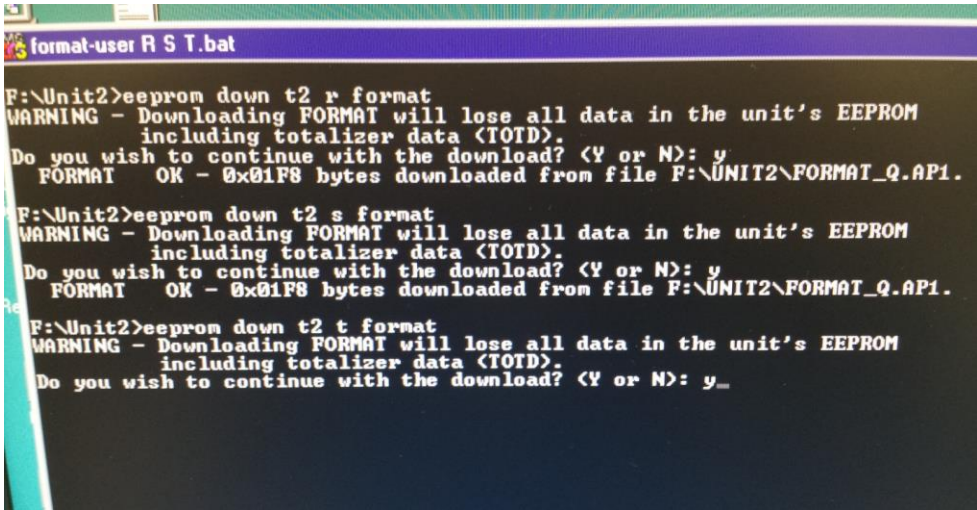 format-user R S T.bat
F:\Unit2>eeprom down t2 r format
WARNING - Downloading FORMAT will lose all data in the unit's EEPROM
including totalizer data (TOTD).
Do you wish to continue with the download? (Y or N): y
FORMAT OK - 0x01F8 bytes downloaded from file F:\UNIT2\FORMAT_Q.AP1.
F:\Unit2>eeprom down t2 s format
WARNING - Downloading FORMAT will lose all data in the unit's EEPROM
including totalizer data (TOTD).
Do you wish to continue with the download? (Y or N): y
FORMAT OK - 0x01F8 bytes downloaded from file F:\UNIT2\FORMAT_Q.AP1.
F:\Unit2>eeprom down t2 t format
WARNING - Downloading FORMAT will lose all data in the unit's EEPROM
including totalizer data (TOTD).
Do you wish to continue with the download? (Y or N): y_